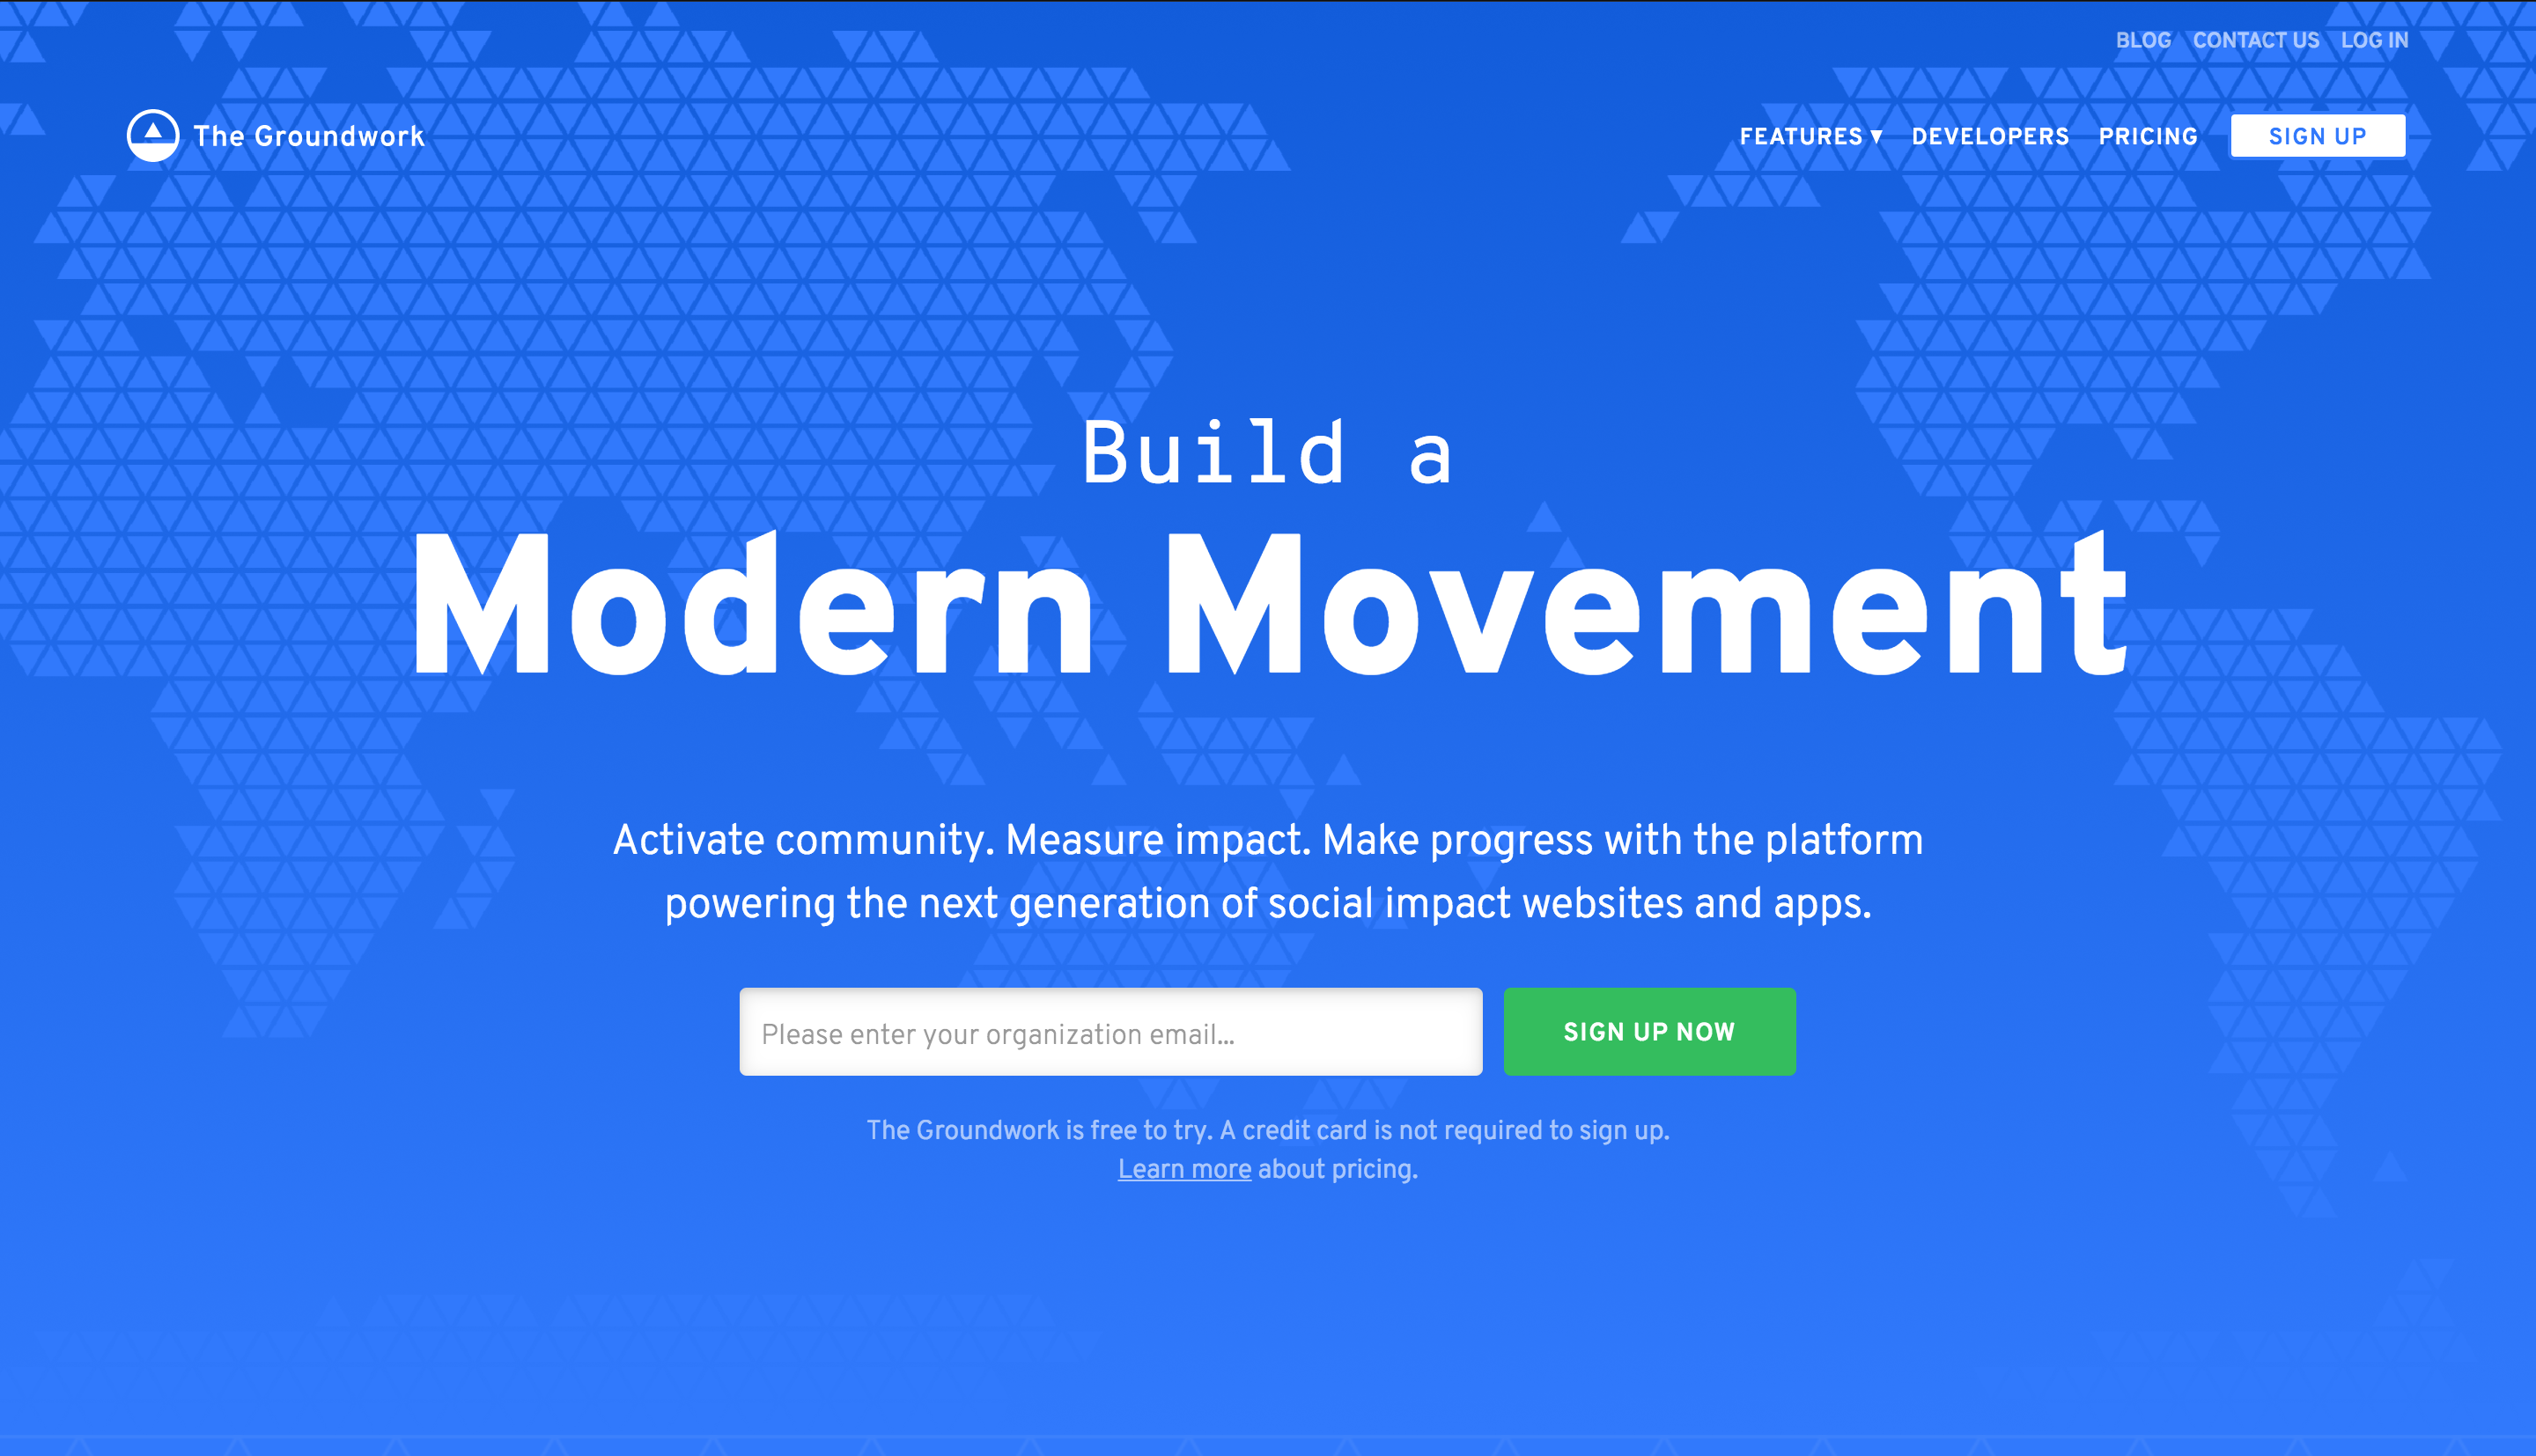 BLOG CONTACT US LOG IN
The Groundwork
FEATURES ▼ DEVELOPERS PRICING SIGN UP
Build a
Modern Movement
Activate community. Measure impact. Make progress with the platform
powering the next generation of social impact websites and apps.
Please enter your organization email...
SIGN UP NOW
The Groundwork is free to try. A credit card is not required to sign up.
Learn more about pricing.